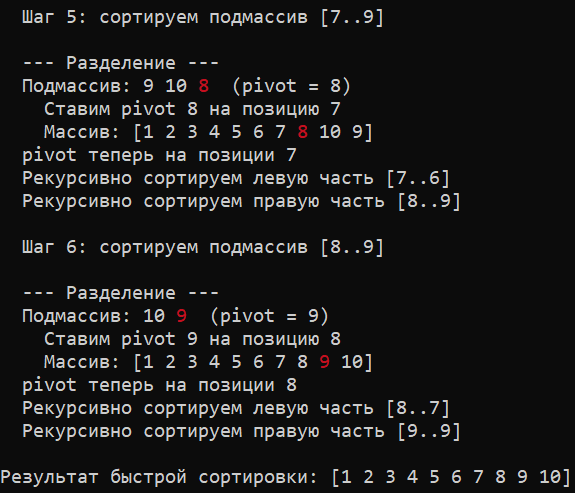 Шаг 5: сортируем подмассив [7..9]
--- Разделение ---
Подмассив: 9 10 8 (pivot = 8)
Ставим pivot 8 на позицию 7
Массив: [1 2 3 4 5 6 7 8 10 9]
pivot теперь на позиции 7
Рекурсивно сортируем левую часть [7..6]
Рекурсивно сортируем правую часть [8..9]
Шаг 6: сортируем подмассив [8..9]
--- Разделение ---
Подмассив: 10 9 (pivot = 9)
Ставим pivot 9 на позицию 8
Массив: [1 2 3 4 5 6 7 8 9 10]
pivot теперь на позиции 8
Рекурсивно сортируем левую часть [8..7]
Рекурсивно сортируем правую часть [9..9]
Результат быстрой сортировки: [1 2 3 4 5 6 7 8 9 10]